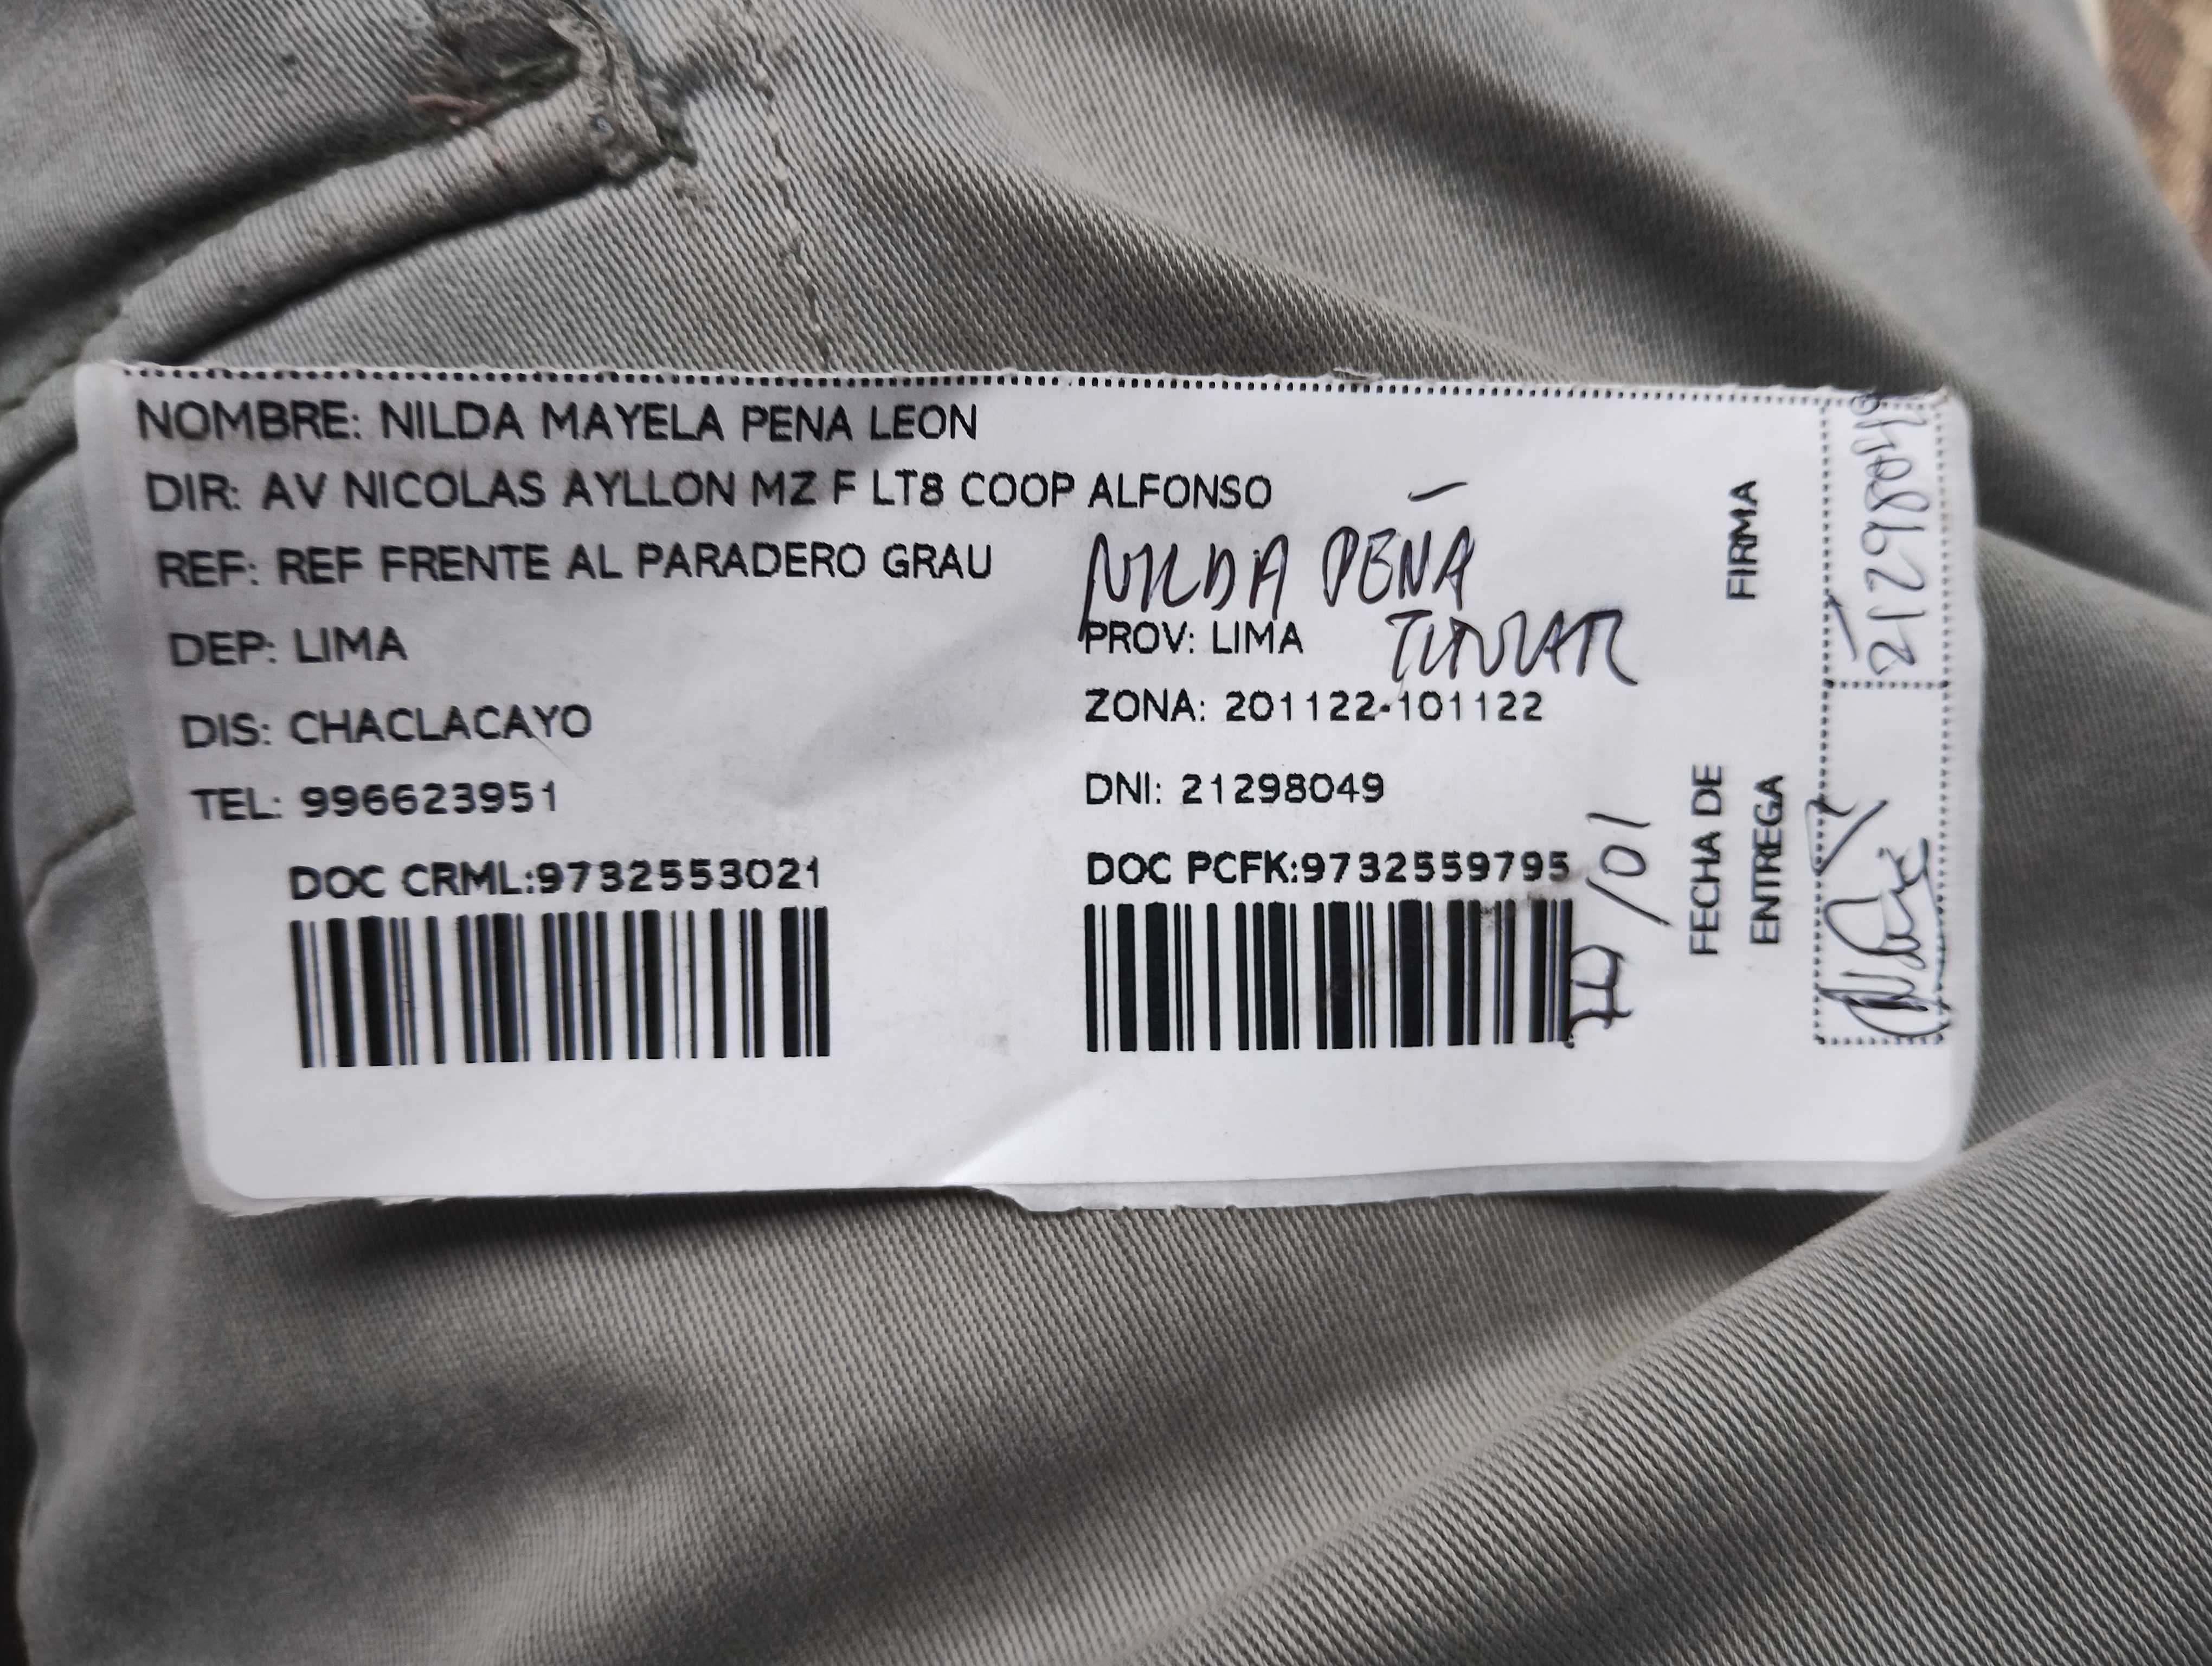 NOMBRE: NILDA MAYELA PENA LEON
DIR: AV NICOLAS AYLLON MZ F LT8 COOP ALFONSO
REF: REF FRENTE AL PARADERO GRAU
NILDA PEÑA
DEP: LIMA
PROV: LIMA
TITULAR
DIS: CHACLACAYO
ZONA: 201122-101122
TEL: 996623951
DNI: 21298049
DOC CRML:9732553021
DOC PCFK:9732559795
FIRMA
21298049
FECHA DE
ENTREGA